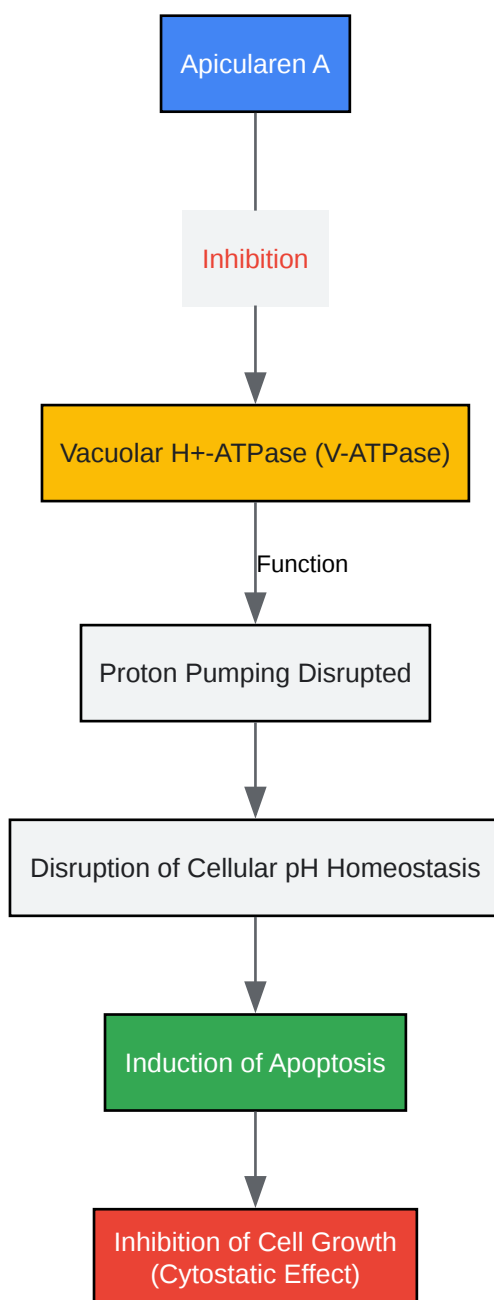 Apicularen A
Inhibition
Vacuolar H+-ATPase (V-ATPase)
Function
Proton Pumping Disrupted
Disruption of Cellular pH Homeostasis
Induction of Apoptosis
Inhibition of Cell Growth
(Cytostatic Effect)